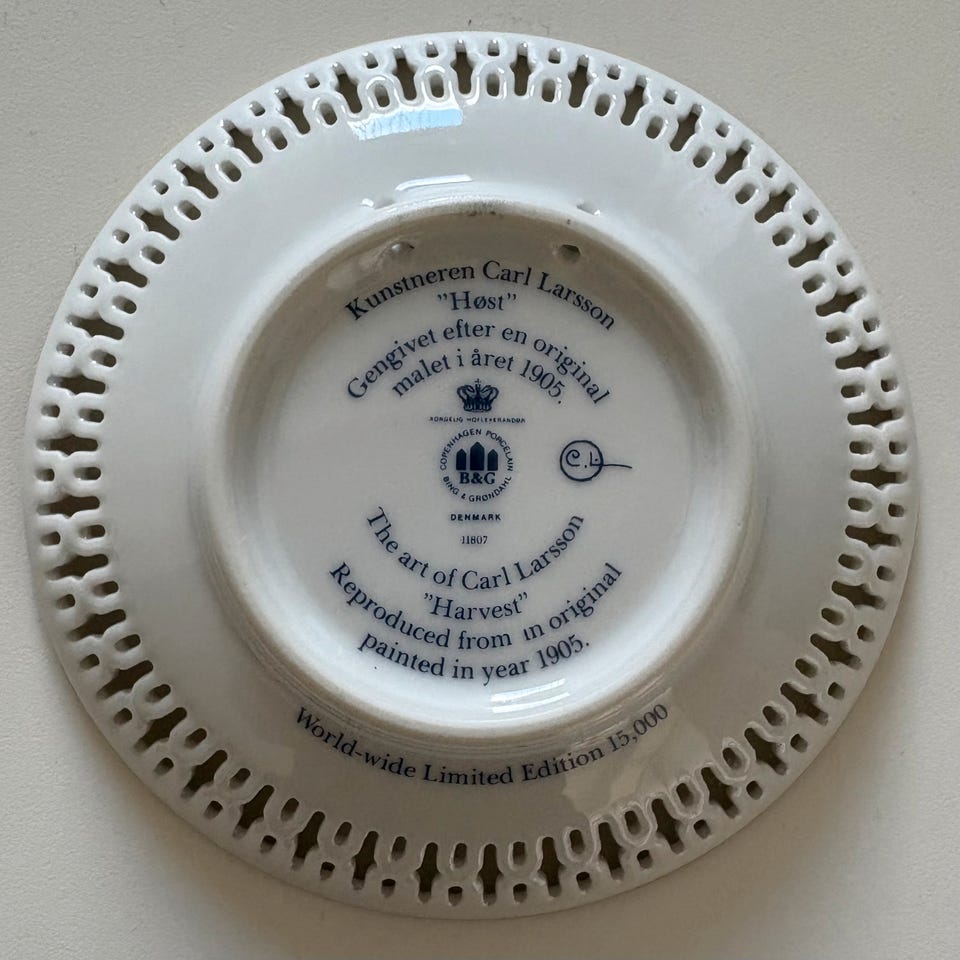 Kunstneren Carl Larsson
"Høst"
Gengivet efter en original
malet i året 1905.
KONGELIG HOFLEVERANDØR
COPENHAGEN PORCELAIN
B&G
BING & GRØNDAHL
C.L
DENMARK
11807
The art of Carl Larsson
"Harvest"
Reproduced from an original
painted in year 1905.
World-wide Limited Edition 15,000